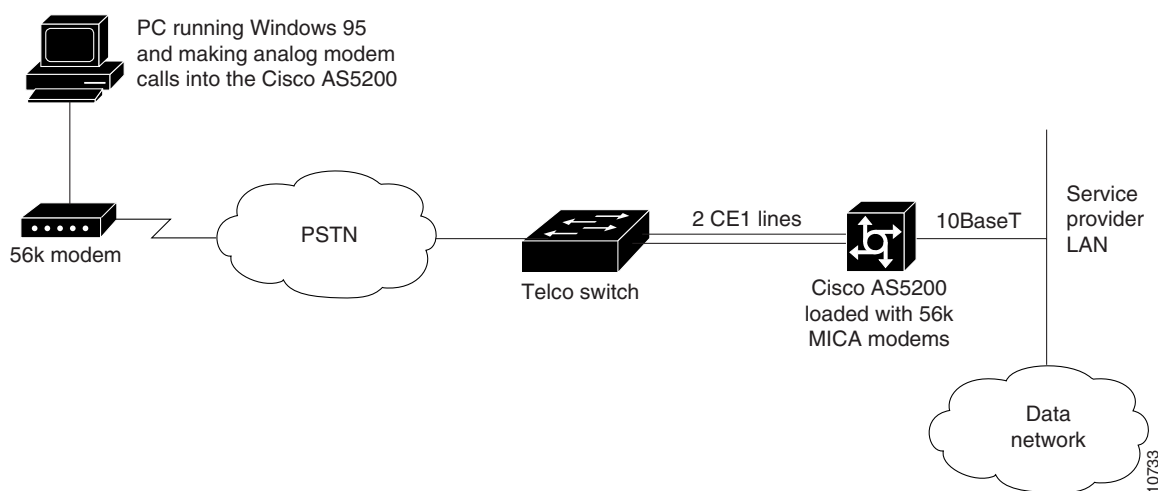 PC running Windows 95
and making analog modem
calls into the Cisco AS5200
56k modem
PSTN
Telco switch
2 CE1 lines
Cisco AS5200
loaded with 56k
MICA modems
10BaseT
Service
provider
LAN
Data
network
10733